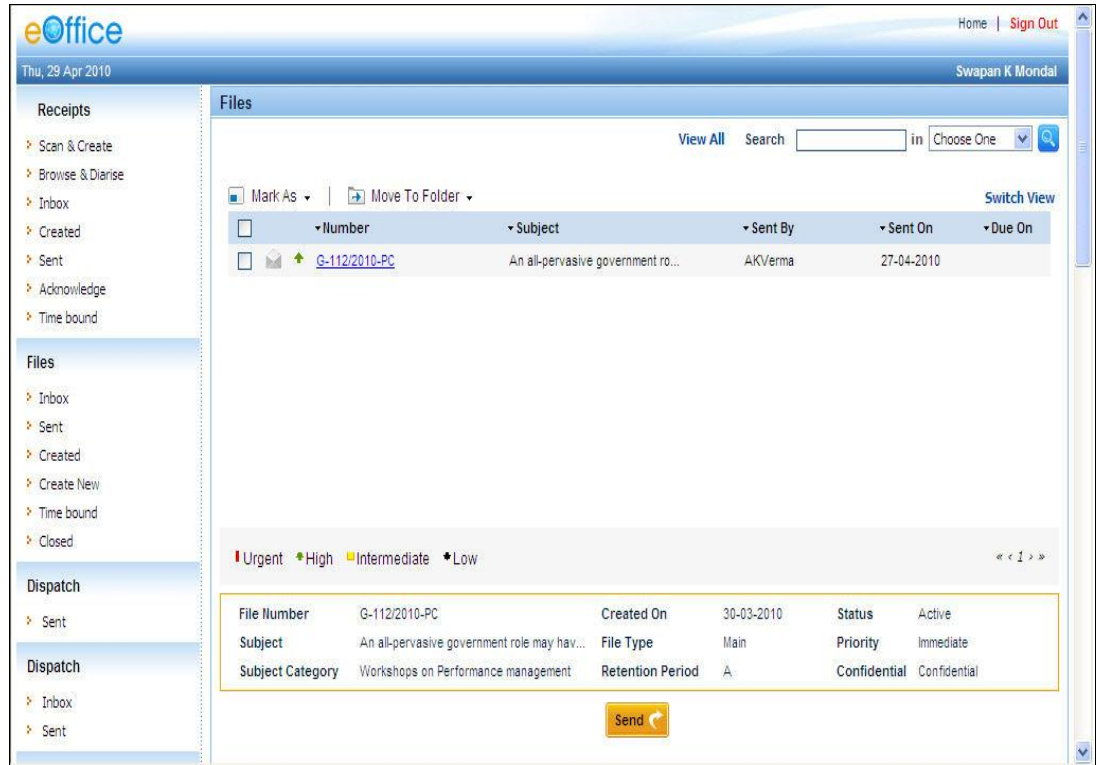 eOffice
Home | Sign Out
Thu, 29 Apr 2010
Swapan K Mondal
Receipts
Scan & Create
Browse & Diarise
Inbox
Created
Sent
Acknowledge
Time bound
Files
Inbox
Sent
Created
Create New
Time bound
Closed
Dispatch
Sent
Dispatch
Inbox
Sent
Files
View All Search in Choose One
Mark As | Move To Folder
Switch View
Number Subject Sent By Sent On Due On
G-112/2010-PC An all-pervasive government ro... AKVerma 27-04-2010
Urgent High Intermediate Low
« ‹ 1 › »
File Number G-112/2010-PC Created On 30-03-2010 Status Active
Subject An all-pervasive government role may hav... File Type Main Priority Immediate
Subject Category Workshops on Performance management Retention Period A Confidential Confidential
Send